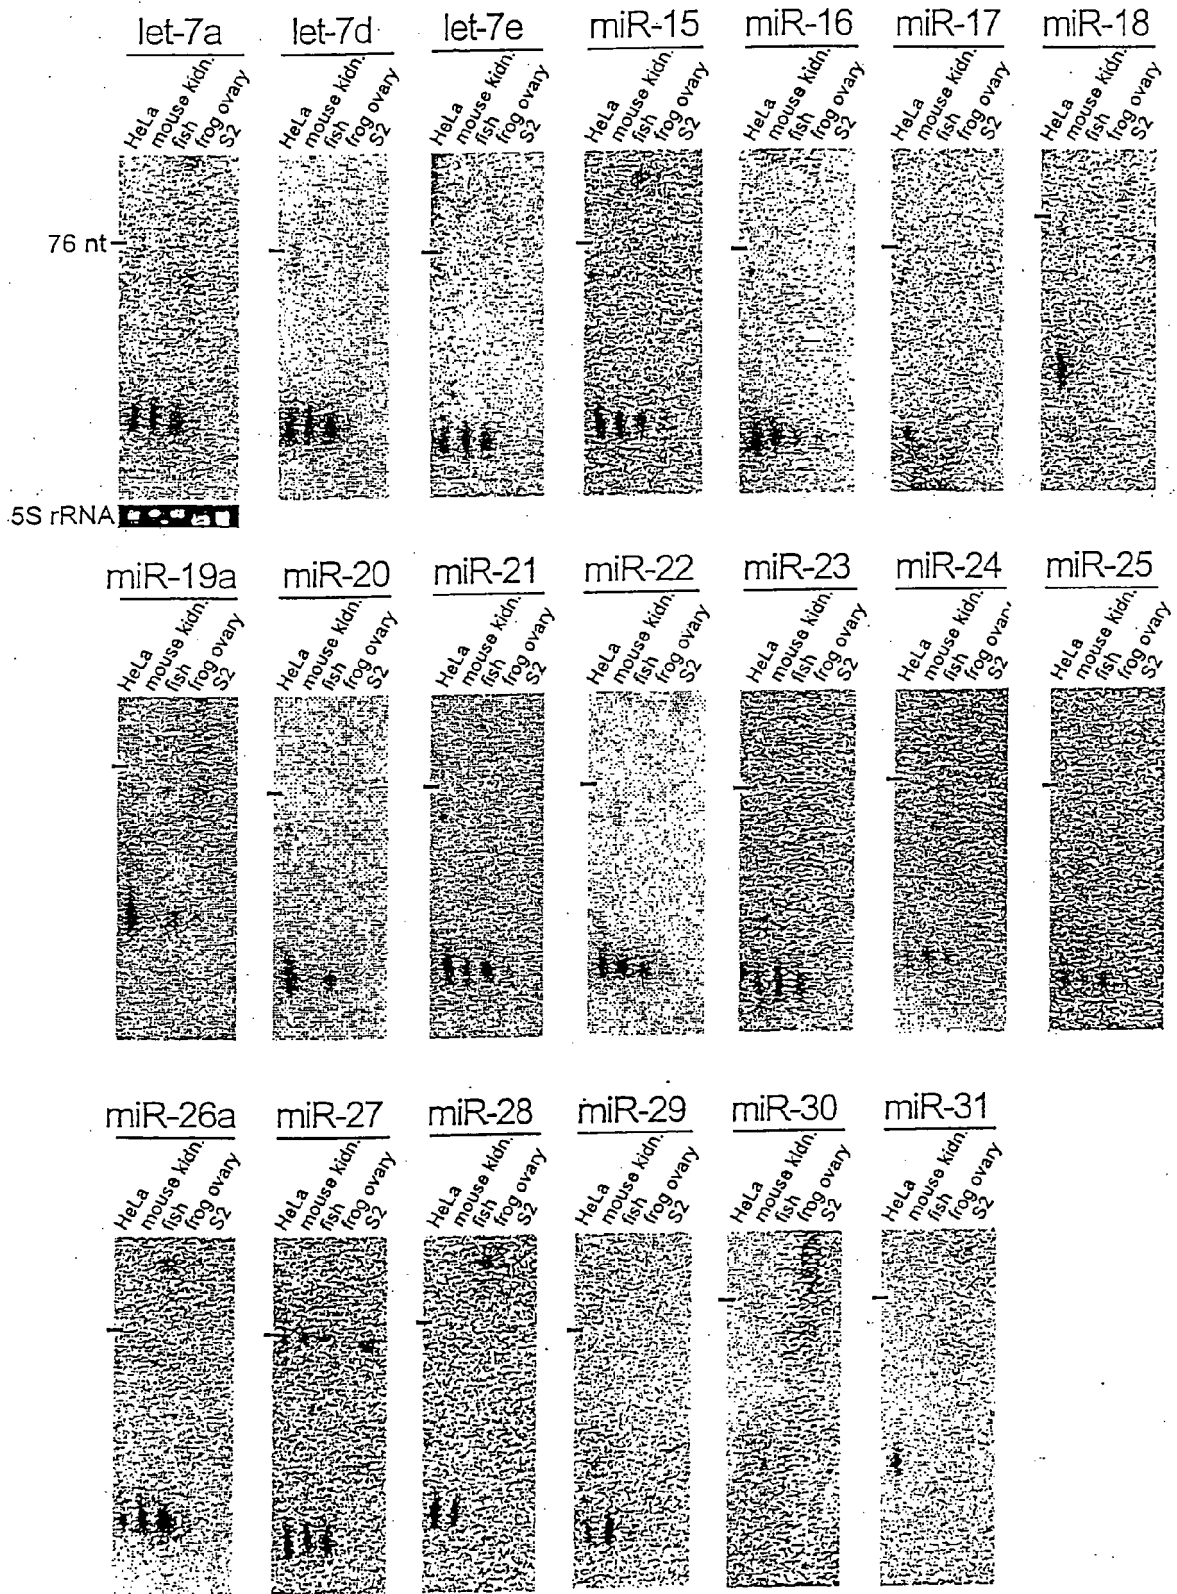 let-7a let-7d let-7e miR-15 miR-16 miR-17 miR-18
HeLa mouse kidn. fish frog ovary S2 HeLa mouse kidn. fish frog ovary S2 HeLa mouse kidn. fish frog ovary S2 HeLa mouse kidn. fish frog ovary S2 HeLa mouse kidn. fish frog ovary S2 HeLa mouse kidn. fish frog ovary S2 HeLa mouse kidn. fish frog ovary S2
76 nt
5S rRNA
miR-19a miR-20 miR-21 miR-22 miR-23 miR-24 miR-25
HeLa mouse kidn. fish frog ovary S2 HeLa mouse kidn. fish frog ovary S2 HeLa mouse kidn. fish frog ovary S2 HeLa mouse kidn. fish frog ovary S2 HeLa mouse kidn. fish frog ovary S2 HeLa mouse kidn. fish frog ovary S2 HeLa mouse kidn. fish frog ovary S2
miR-26a miR-27 miR-28 miR-29 miR-30 miR-31
HeLa mouse kidn. fish frog ovary S2 HeLa mouse kidn. fish frog ovary S2 HeLa mouse kidn. fish frog ovary S2 HeLa mouse kidn. fish frog ovary S2 HeLa mouse kidn. fish frog ovary S2 HeLa mouse kidn. fish frog ovary S2